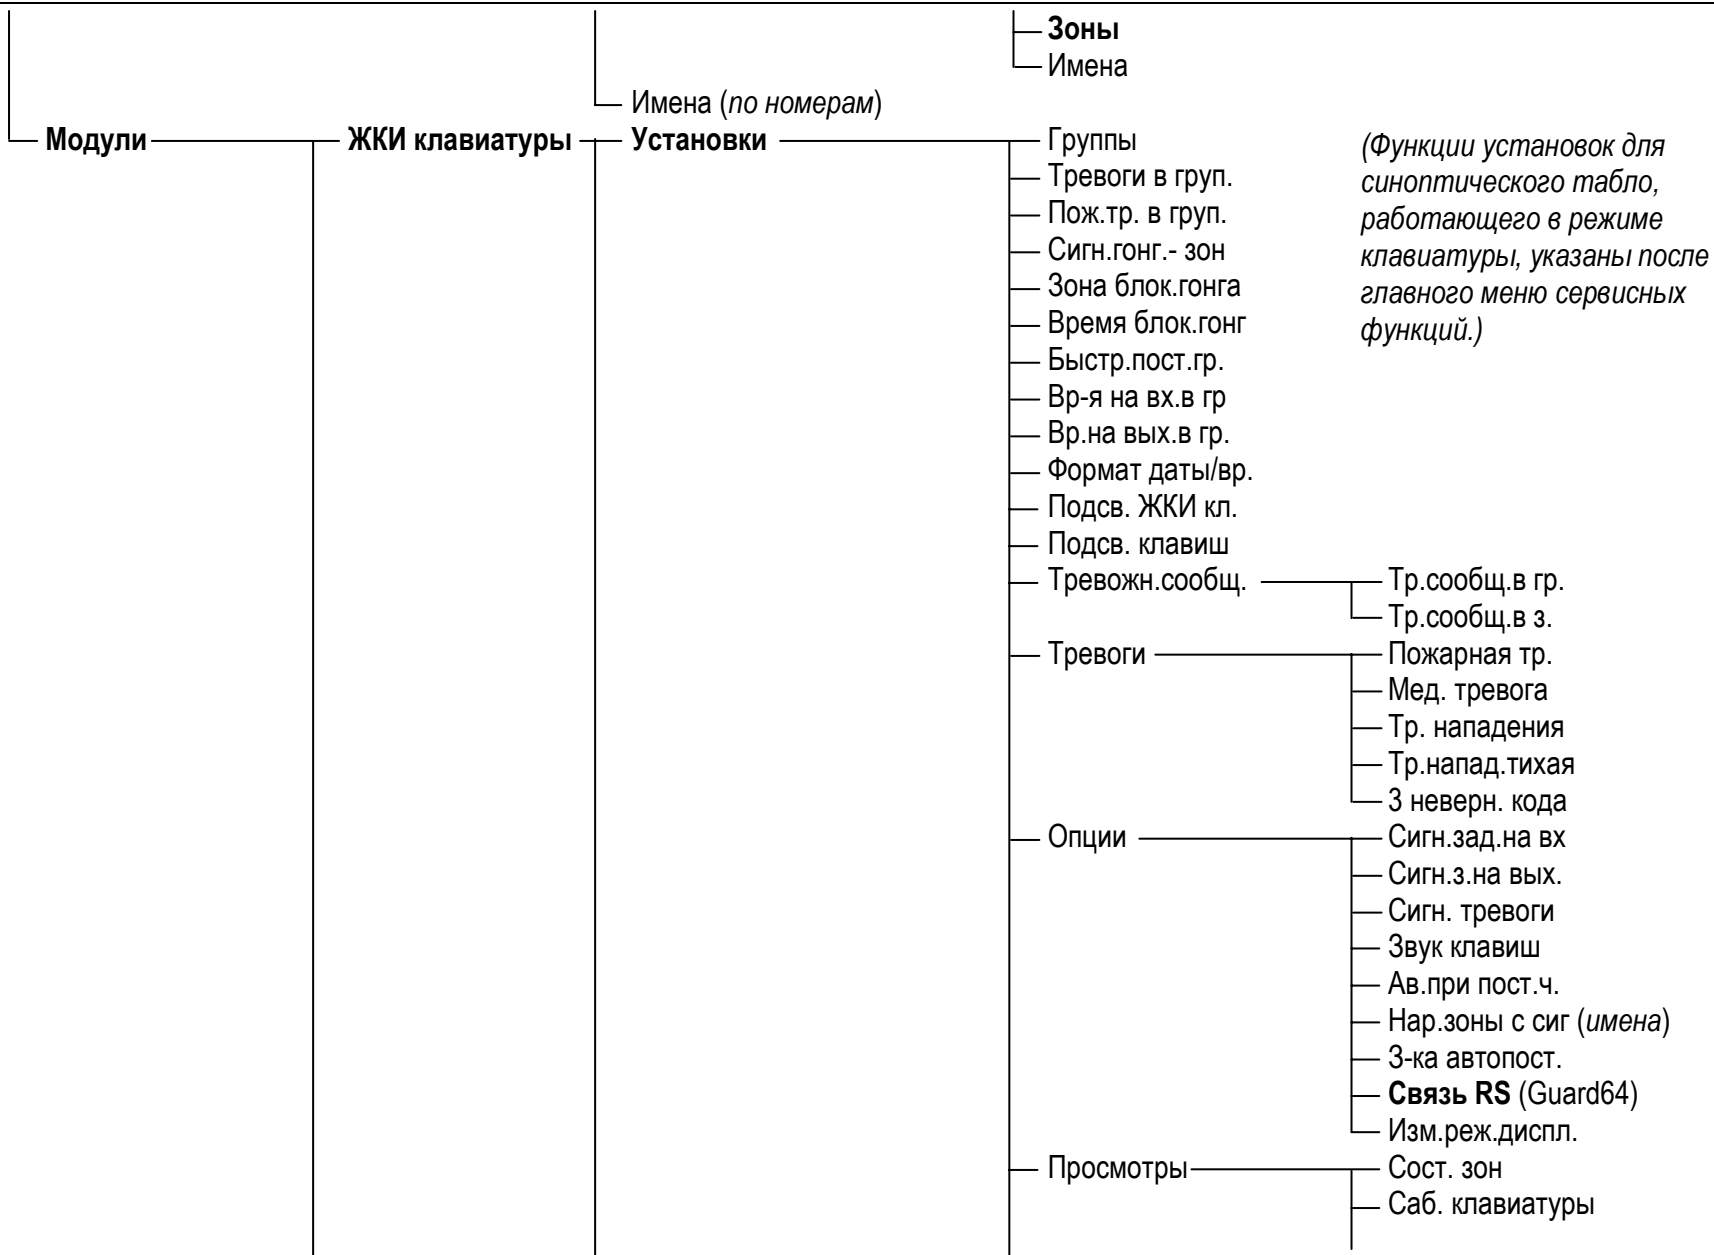 Зоны
Имена
Имена (по номерам)
Модули ЖКИ клавиатуры Установки Группы
(Функции установок для
синоптического табло,
работающего в режиме
клавиатуры, указаны после
главного меню сервисных
функций.)
Тревоги в груп.
Пож.тр. в груп.
Сигн.гонг.- зон
Зона блок.гонга
Время блок.гонг
Быстр.пост.гр.
Вр-я на вх.в гр
Вр.на вых.в гр.
Формат даты/вр.
Подсв. ЖКИ кл.
Подсв. клавиш
Тревожн.сообщ. Тр.сообщ.в гр.
Тр.сообщ.в з.
Тревоги Пожарная тр.
Мед. тревога
Тр. нападения
Тр.напад.тихая
3 неверн. кода
Опции Сигн.зад.на вх
Сигн.з.на вых.
Сигн. тревоги
Звук клавиш
Ав.при пост.ч.
Нар.зоны с сиг (имена)
З-ка автопост.
Связь RS (Guard64)
Изм.реж.диспл.
Просмотры Сост. зон
Саб. клавиатуры